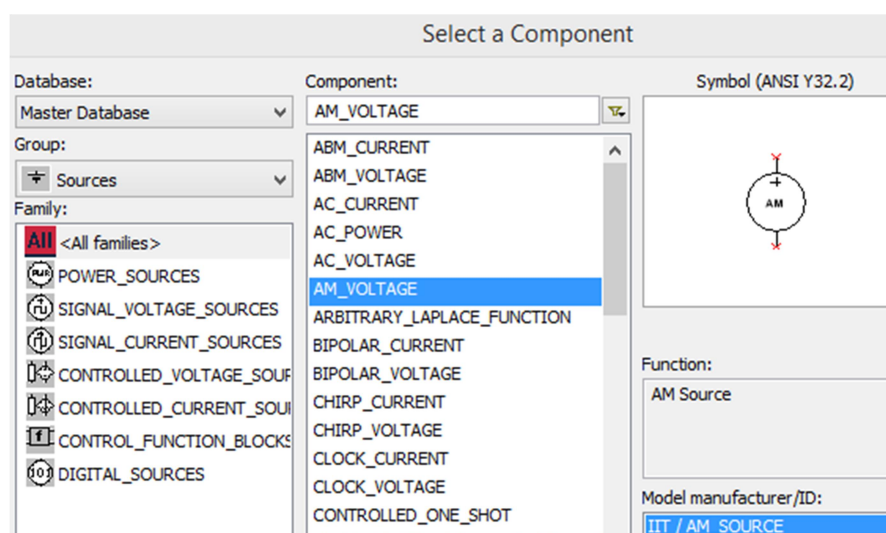 Select a Component
Database:
Master Database
Group:
Sources
Family:
All <All families>
POWER_SOURCES
SIGNAL_VOLTAGE_SOURCES
SIGNAL_CURRENT_SOURCES
CONTROLLED_VOLTAGE_SOUR
CONTROLLED_CURRENT_SOUR
CONTROL_FUNCTION_BLOCKS
DIGITAL_SOURCES
Component:
AM_VOLTAGE
ABM_CURRENT
ABM_VOLTAGE
AC_CURRENT
AC_POWER
AC_VOLTAGE
AM_VOLTAGE
ARBITRARY_LAPLACE_FUNCTION
BIPOLAR_CURRENT
BIPOLAR_VOLTAGE
CHIRP_CURRENT
CHIRP_VOLTAGE
CLOCK_CURRENT
CLOCK_VOLTAGE
CONTROLLED_ONE_SHOT
Symbol (ANSI Y32.2)
AM
Function:
AM Source
Model manufacturer/ID:
IIT / AM_SOURCE